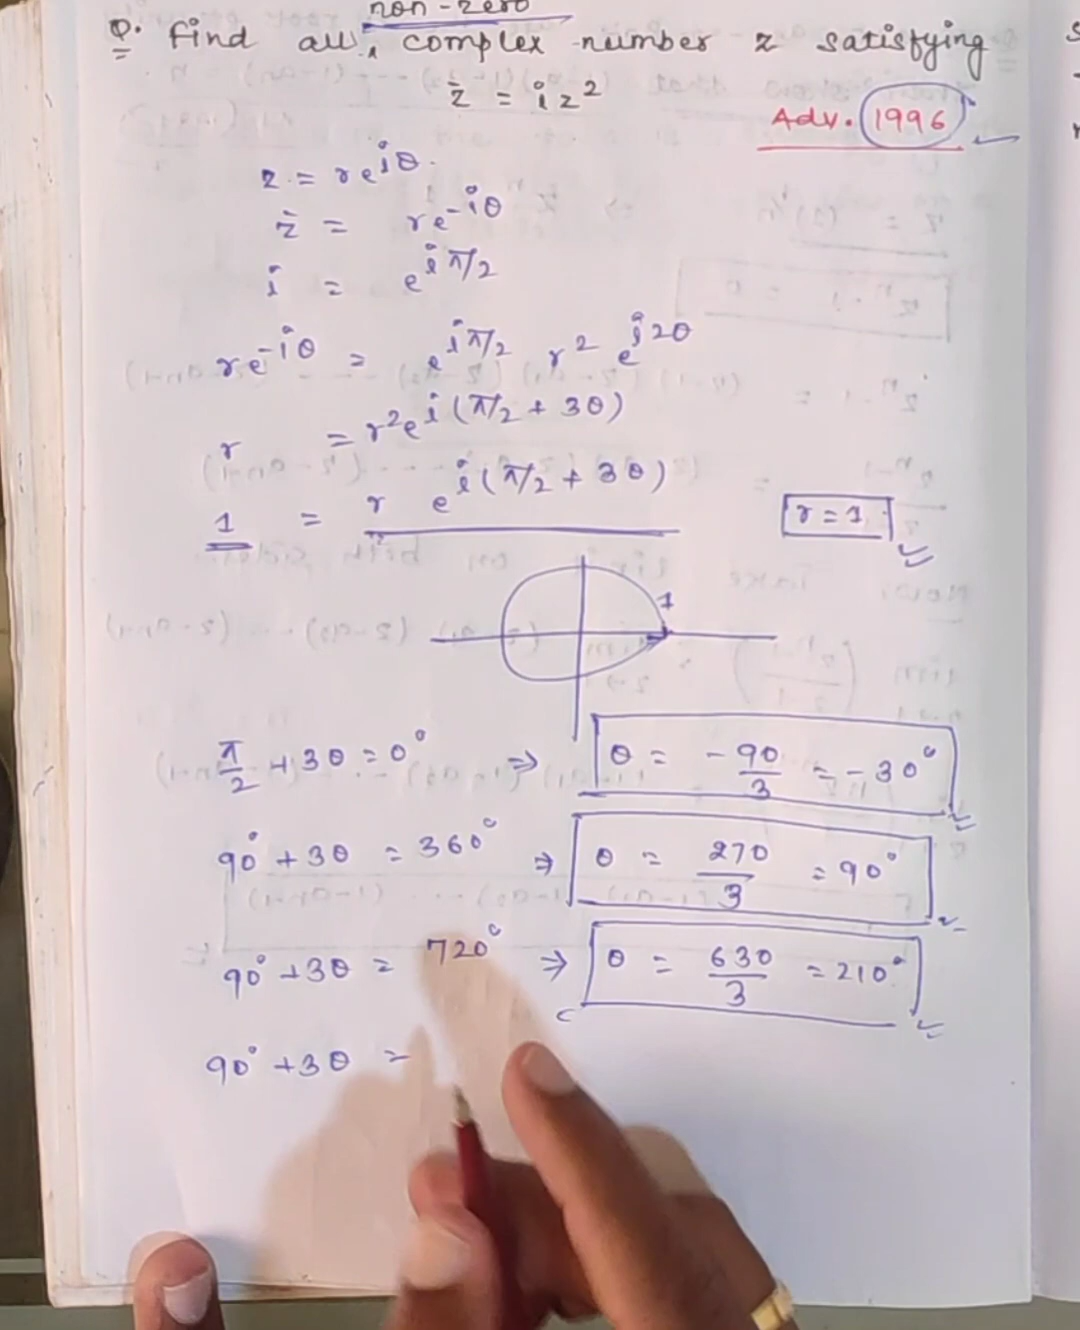 non-zero
Q. Find all, complex number z satisfying
z̄ = i z²
Adv. 1996
z = re^{iθ}.
z̄ = re^{-iθ}
i = e^{iπ/2}
re^{-iθ} = e^{iπ/2} r² e^{i2θ}
r = r²e^{i(π/2 + 3θ)}
1 = r e^{i(π/2 + 3θ)}
r = 1
1
π/2 + 3θ = 0° ⇒ θ = -90/3 = -30°
90° + 3θ = 360° ⇒ θ = 270/3 = 90°
90° + 3θ = 720° ⇒ θ = 630/3 = 210°
90° + 3θ =